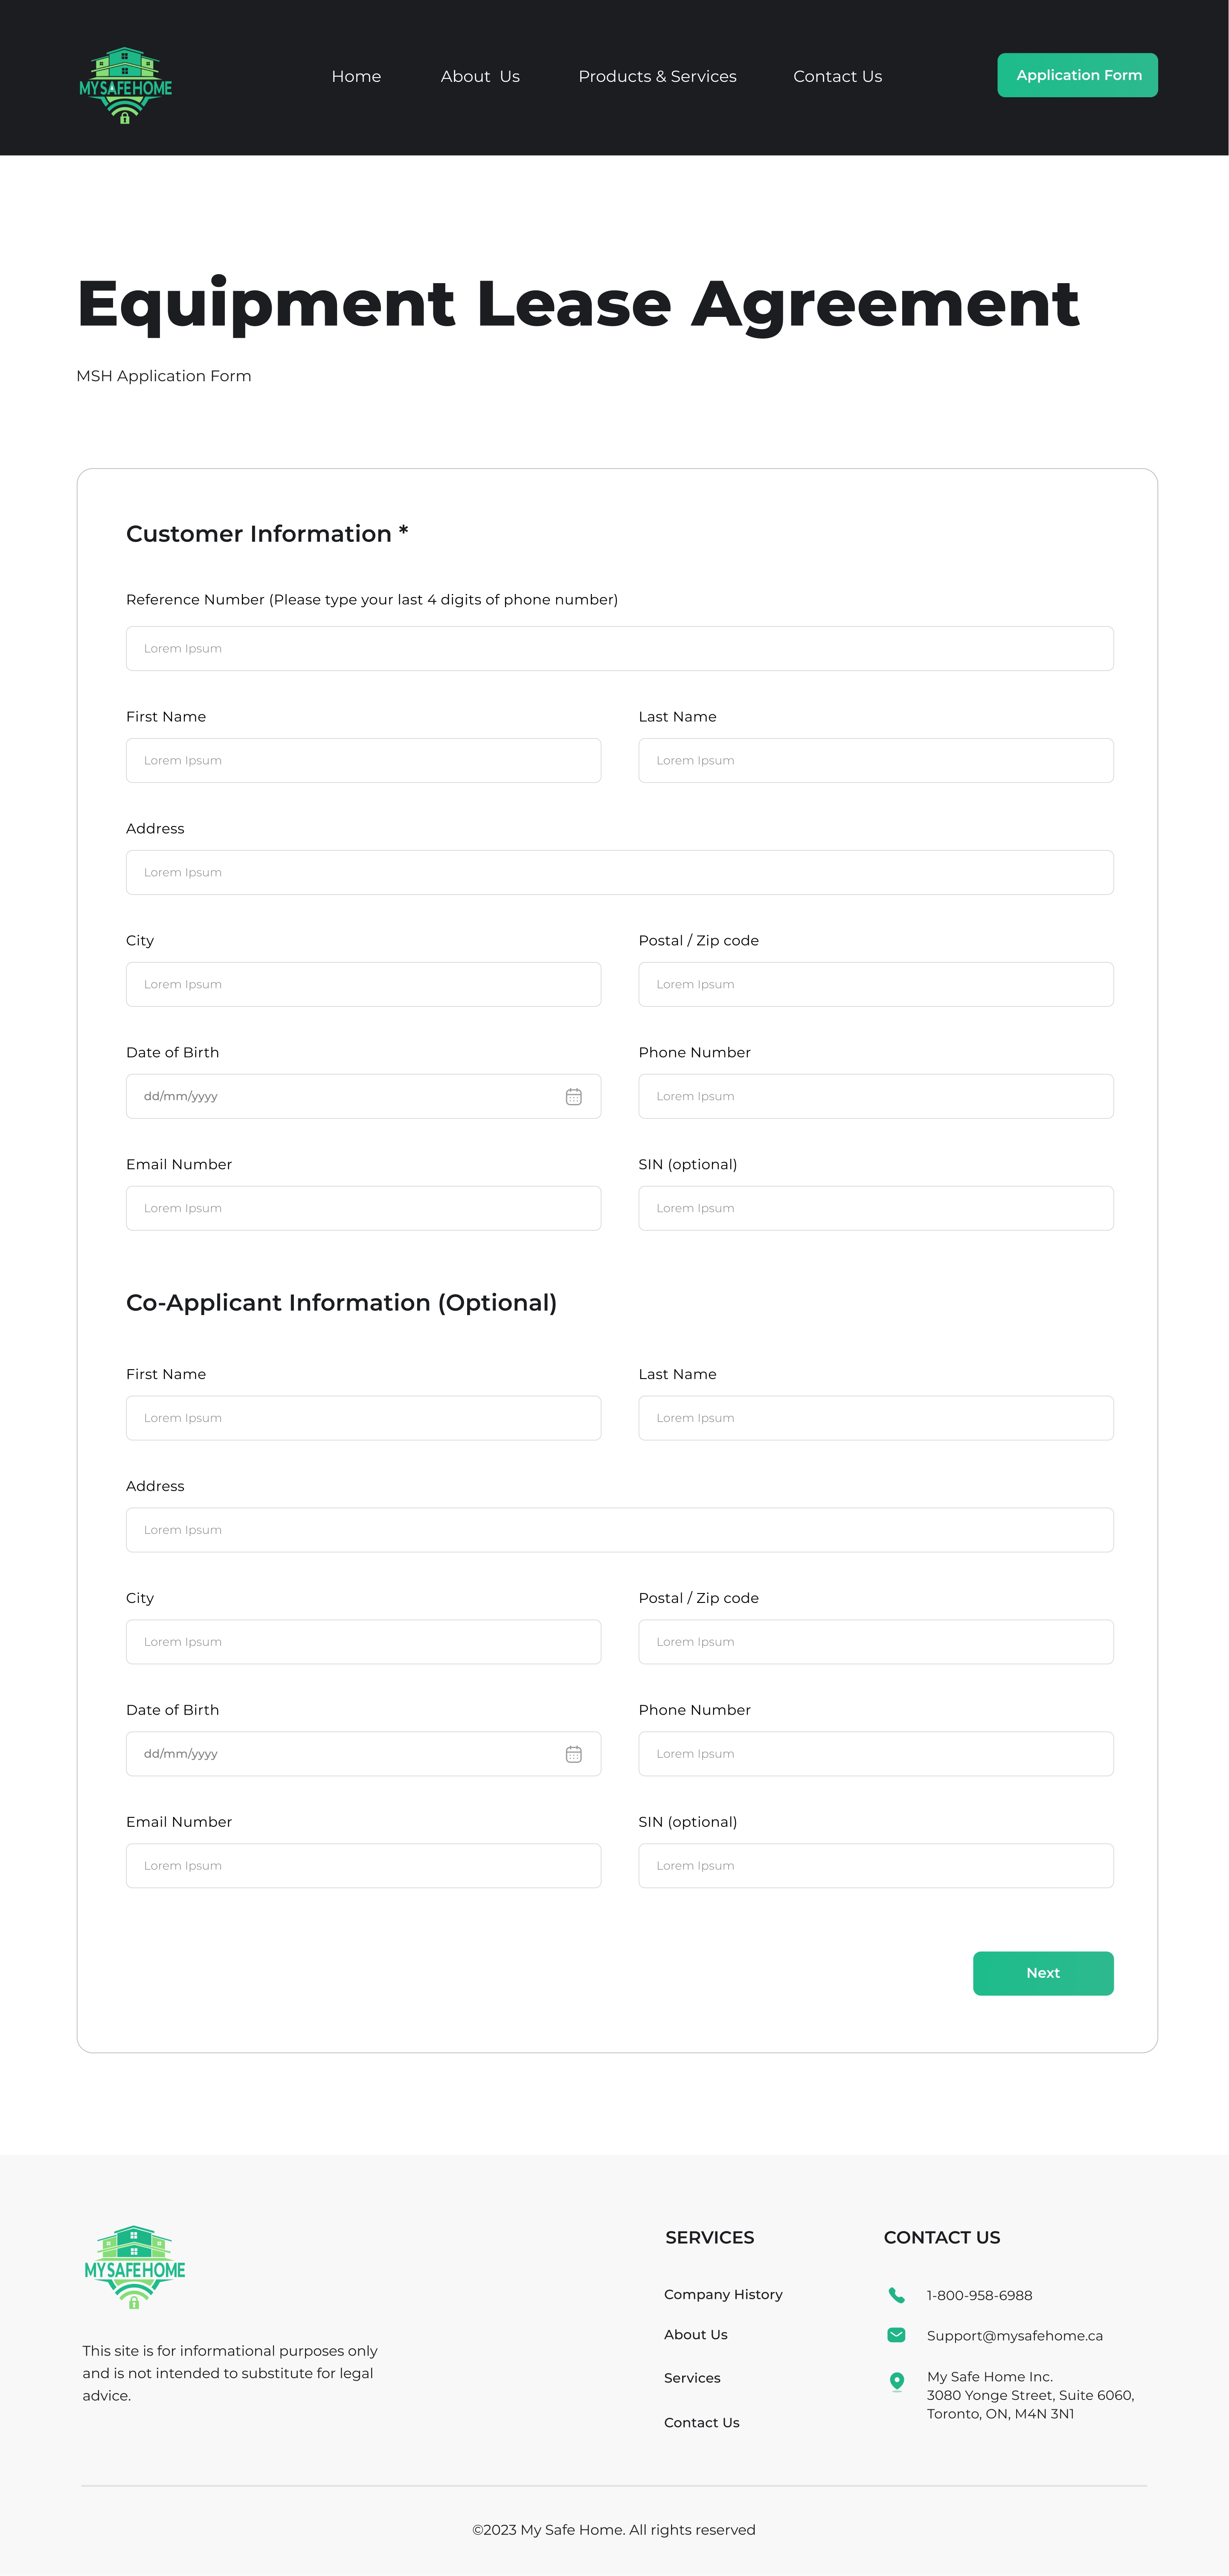 MYSAFEHOME
Home About Us Products & Services Contact Us Application Form
Equipment Lease Agreement
MSH Application Form
Customer Information *
Reference Number (Please type your last 4 digits of phone number)
Lorem Ipsum
First Name Last Name
Lorem Ipsum Lorem Ipsum
Address
Lorem Ipsum
City Postal / Zip code
Lorem Ipsum Lorem Ipsum
Date of Birth Phone Number
dd/mm/yyyy Lorem Ipsum
Email Number SIN (optional)
Lorem Ipsum Lorem Ipsum
Co-Applicant Information (Optional)
First Name Last Name
Lorem Ipsum Lorem Ipsum
Address
Lorem Ipsum
City Postal / Zip code
Lorem Ipsum Lorem Ipsum
Date of Birth Phone Number
dd/mm/yyyy Lorem Ipsum
Email Number SIN (optional)
Lorem Ipsum Lorem Ipsum
Next
MYSAFEHOME
This site is for informational purposes only
and is not intended to substitute for legal
advice.
SERVICES
Company History
About Us
Services
Contact Us
CONTACT US
1-800-958-6988
Support@mysafehome.ca
My Safe Home Inc.
3080 Yonge Street, Suite 6060,
Toronto, ON, M4N 3N1
©2023 My Safe Home. All rights reserved